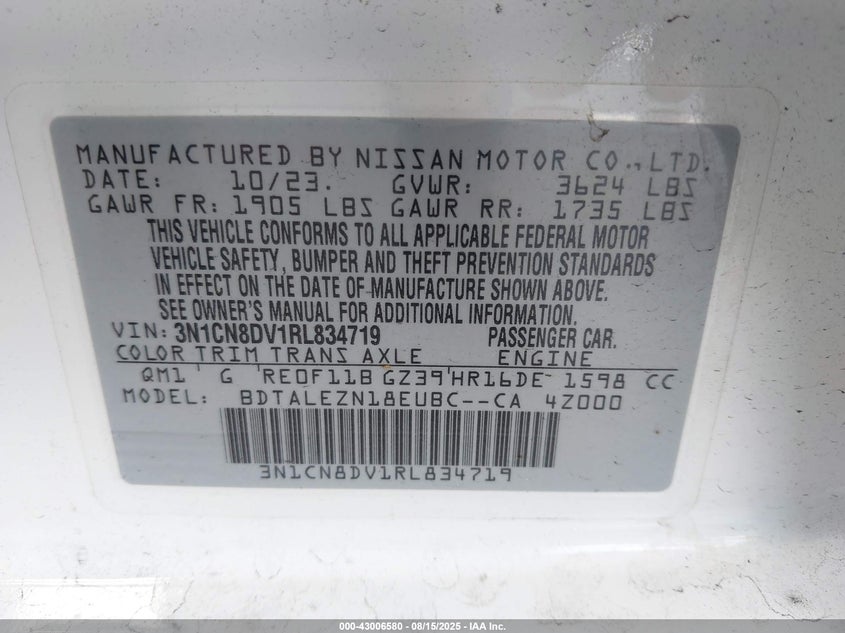 MANUFACTURED BY NISSAN MOTOR CO.,LTD.
DATE: 10/23. GVWR: 3624 LBS
GAWR FR: 1905 LBS GAWR RR: 1735 LBS
THIS VEHICLE CONFORMS TO ALL APPLICABLE FEDERAL MOTOR
VEHICLE SAFETY, BUMPER AND THEFT PREVENTION STANDARDS
IN EFFECT ON THE DATE OF MANUFACTURE SHOWN ABOVE.
SEE OWNER'S MANUAL FOR ADDITIONAL INFORMATION.
VIN: 3N1CN8DV1RL834719 PASSENGER CAR.
COLOR TRIM TRANS AXLE ENGINE
QM1 G RE0F11B GZ39 HR16DE 1598 CC
MODEL: BDTALEZN18EUBC--CA 4Z000
3N1CN8DV1RL834719
000-43006580 - 08/15/2025 - IAA Inc.